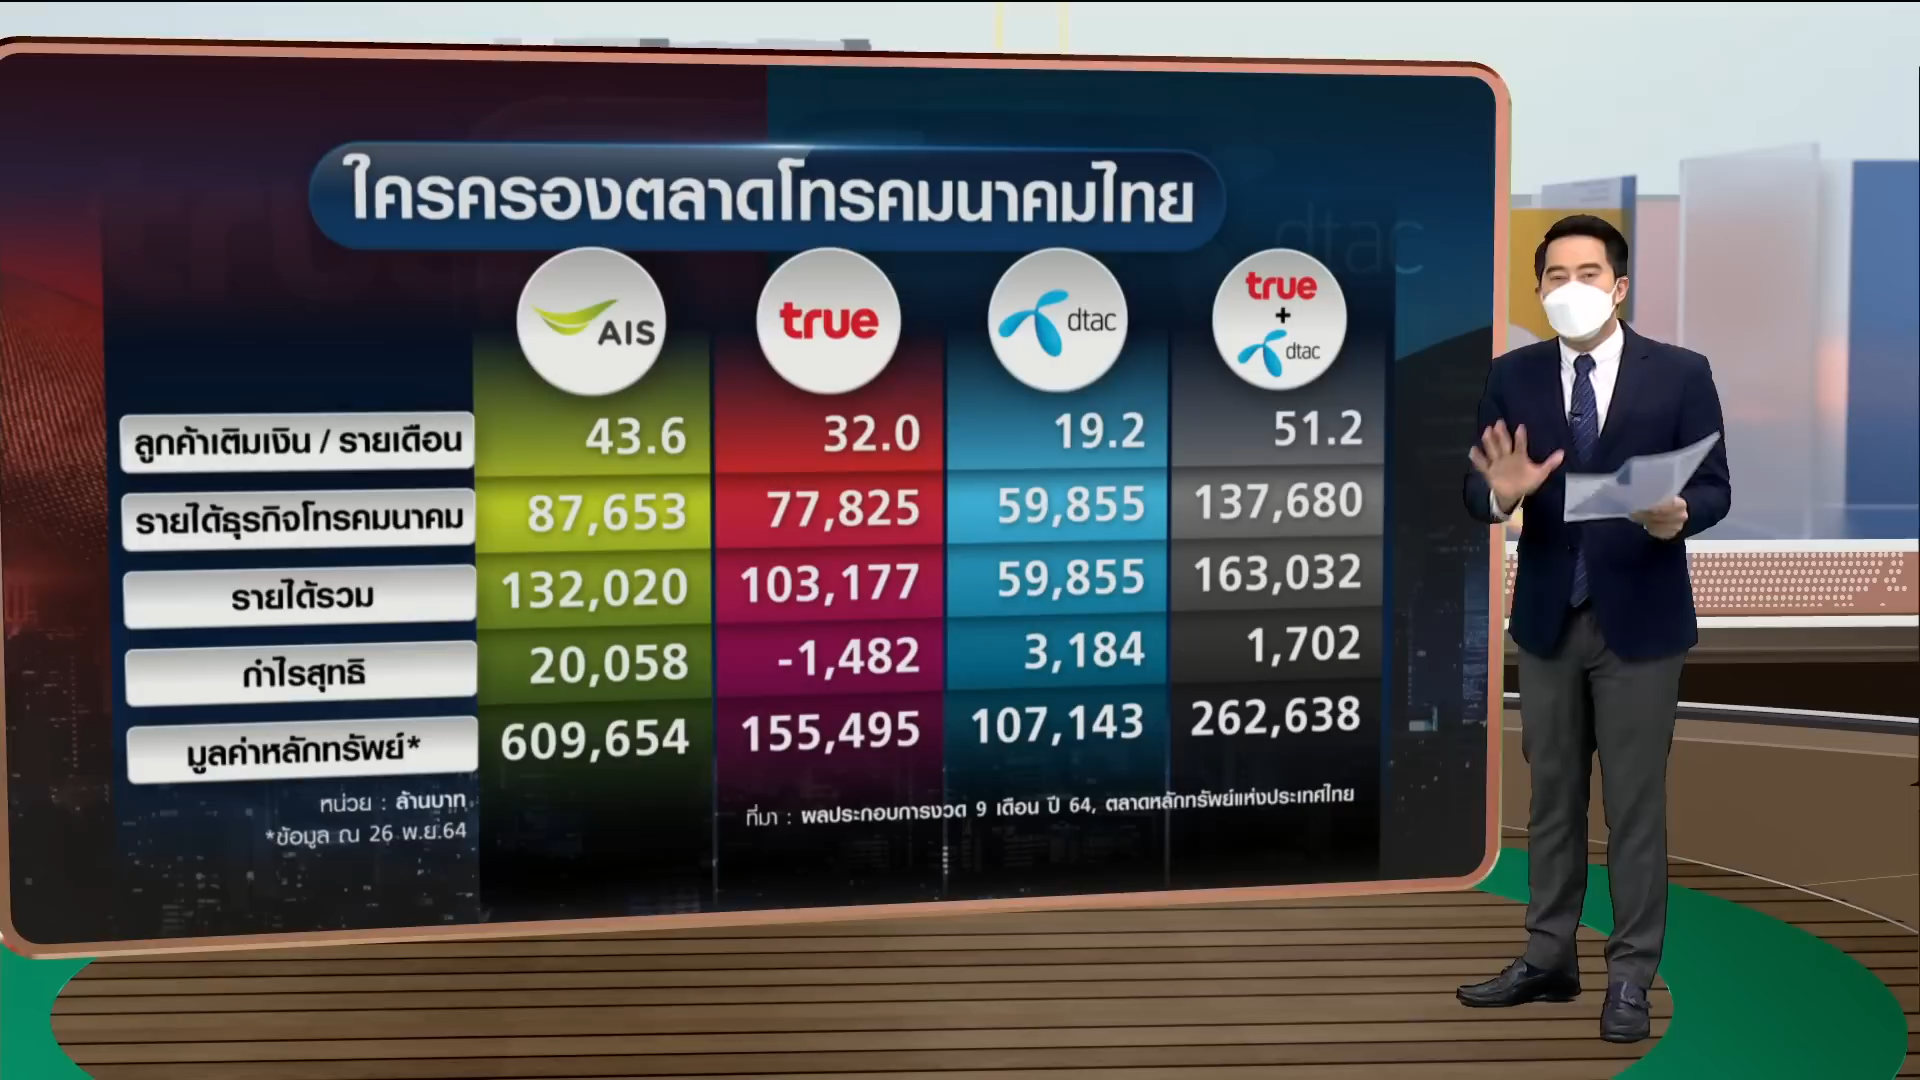 ใครครองตลาดโทรคมนาคมไทย
AIS true dtac true + dtac
ลูกค้าเติมเงิน / รายเดือน 43.6 32.0 19.2 51.2
รายได้ธุรกิจโทรคมนาคม 87,653 77,825 59,855 137,680
รายได้รวม 132,020 103,177 59,855 163,032
กำไรสุทธิ 20,058 -1,482 3,184 1,702
มูลค่าหลักทรัพย์* 609,654 155,495 107,143 262,638
หน่วย : ล้านบาท
*ข้อมูล ณ 26 พ.ย.64
ที่มา : ผลประกอบการงวด 9 เดือน ปี 64, ตลาดหลักทรัพย์แห่งประเทศไทย
dtac
true